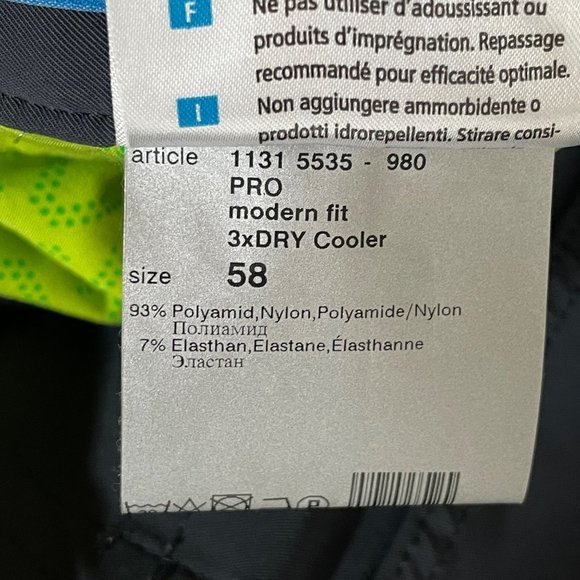 F
Ne pas utiliser d'adoussissant ou
produits d'imprégnation. Repassage
recommandé pour efficacité optimale.
I
Non aggiungere ammorbidente o
prodotti idrorepellenti. Stirare consi-
article 1131 5535 - 980
PRO
modern fit
3xDRY Cooler
size 58
93% Polyamid,Nylon,Polyamide/Nylon
Полиамид
7% Elasthan,Elastane,Élasthanne
Эластан
P